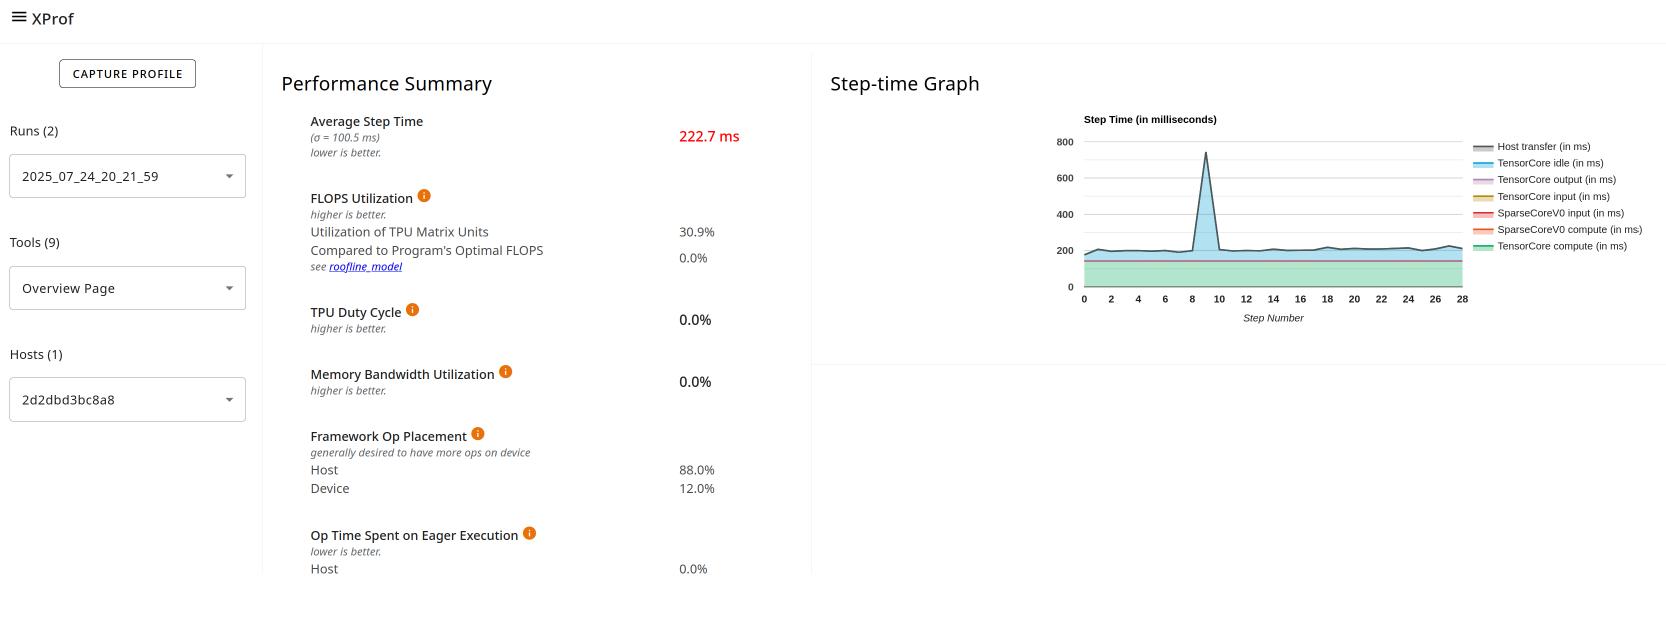 XProf
CAPTURE PROFILE
Runs (2)
2025_07_24_20_21_59
Tools (9)
Overview Page
Hosts (1)
2d2dbd3bc8a8
Performance Summary
Average Step Time
(σ = 100.5 ms)
lower is better.
222.7 ms
FLOPS Utilization
higher is better.
Utilization of TPU Matrix Units 30.9%
Compared to Program's Optimal FLOPS
see roofline_model
0.0%
TPU Duty Cycle
higher is better.
0.0%
Memory Bandwidth Utilization
higher is better.
0.0%
Framework Op Placement
generally desired to have more ops on device
Host 88.0%
Device 12.0%
Op Time Spent on Eager Execution
lower is better.
Host 0.0%
Step-time Graph
Step Time (in milliseconds)
800
600
400
200
0
0 2 4 6 8 10 12 14 16 18 20 22 24 26 28
Step Number
Host transfer (in ms)
TensorCore idle (in ms)
TensorCore output (in ms)
TensorCore input (in ms)
SparseCoreV0 input (in ms)
SparseCoreV0 compute (in ms)
TensorCore compute (in ms)